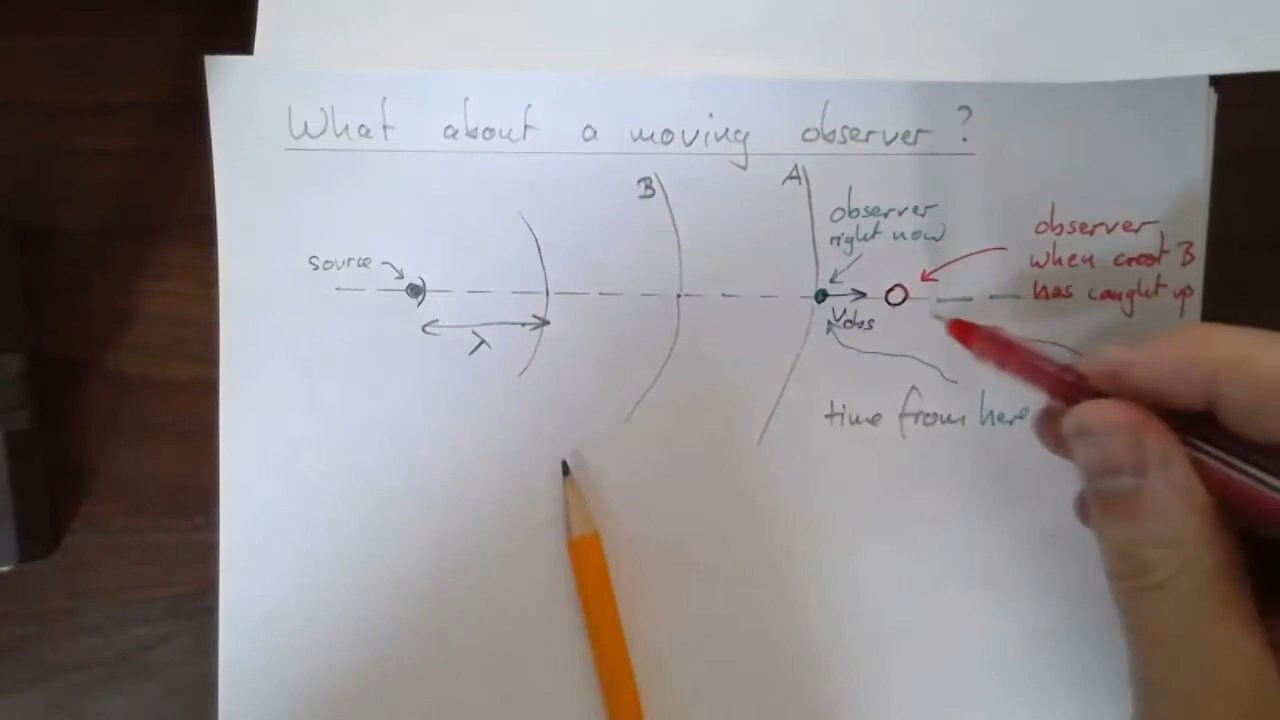 What about a moving observer ?
B
A
observer
right now
observer
when crest B
has caught up
source
λ
Vobs
time from here